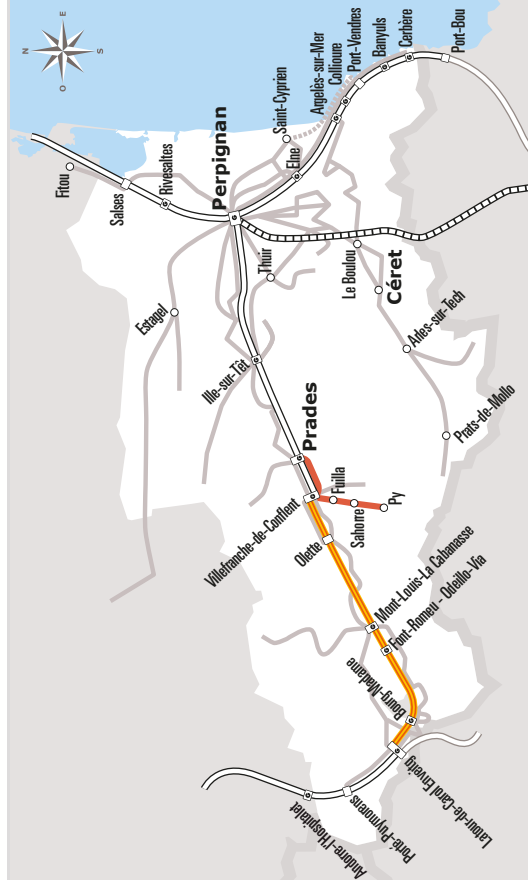 N
E
S
O
Fitou
Salses
Rivesaltes
Perpignan
Saint-Cyprien
Elne
Argelès-sur-Mer
Collioure
Port-Vendres
Banyuls
Cerbère
Port-Bou
Estagel
Thuir
Le Boulou
Céret
Arles-sur-Tech
Prats-de-Mollo
Ille-sur-Têt
Prades
Villefranche-de-Conflent
Fuilla
Sahorre
Py
Olette
Mont-Louis-La Cabanasse
Font-Romeu - Odeillo-Via
Bourg-Madame
Latour-de-Carol Enveitg
Porté-Puymorens
Andorre-l'Hospitalet